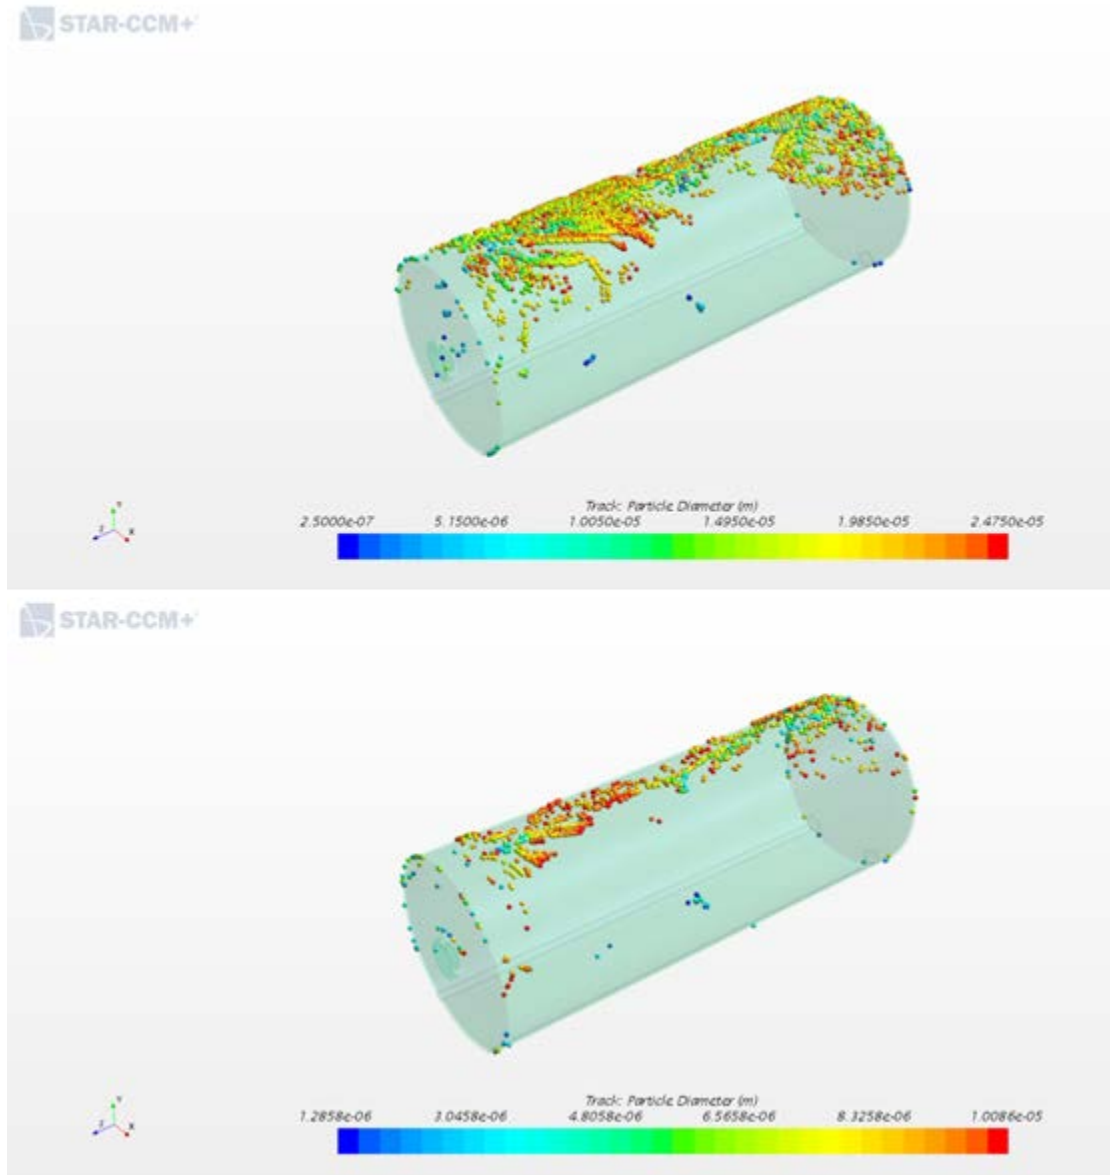 STAR-CCM+
Track: Particle Diameter (m)
2.5000e-07 5.1500e-06 1.0050e-05 1.4950e-05 1.9850e-05 2.4750e-05
Y
Z X
STAR-CCM+
Track: Particle Diameter (m)
1.2858e-06 3.0458e-06 4.8058e-06 6.5658e-06 8.3258e-06 1.0086e-05
Y
Z X